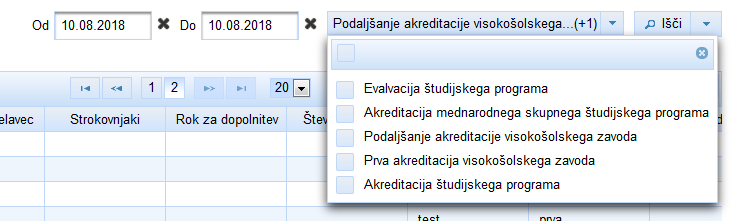 Od 10.08.2018 Do 10.08.2018 Podaljšanje akreditacije visokošolskega...(+1) Išči
1 2 20
Evalvacija študijskega programa
Akreditacija mednarodnega skupnega študijskega programa
Podaljšanje akreditacije visokošolskega zavoda
Prva akreditacija visokošolskega zavoda
Akreditacija študijskega programa
elavec Strokovnjaki Rok za dopolnitev Štev d
test prva